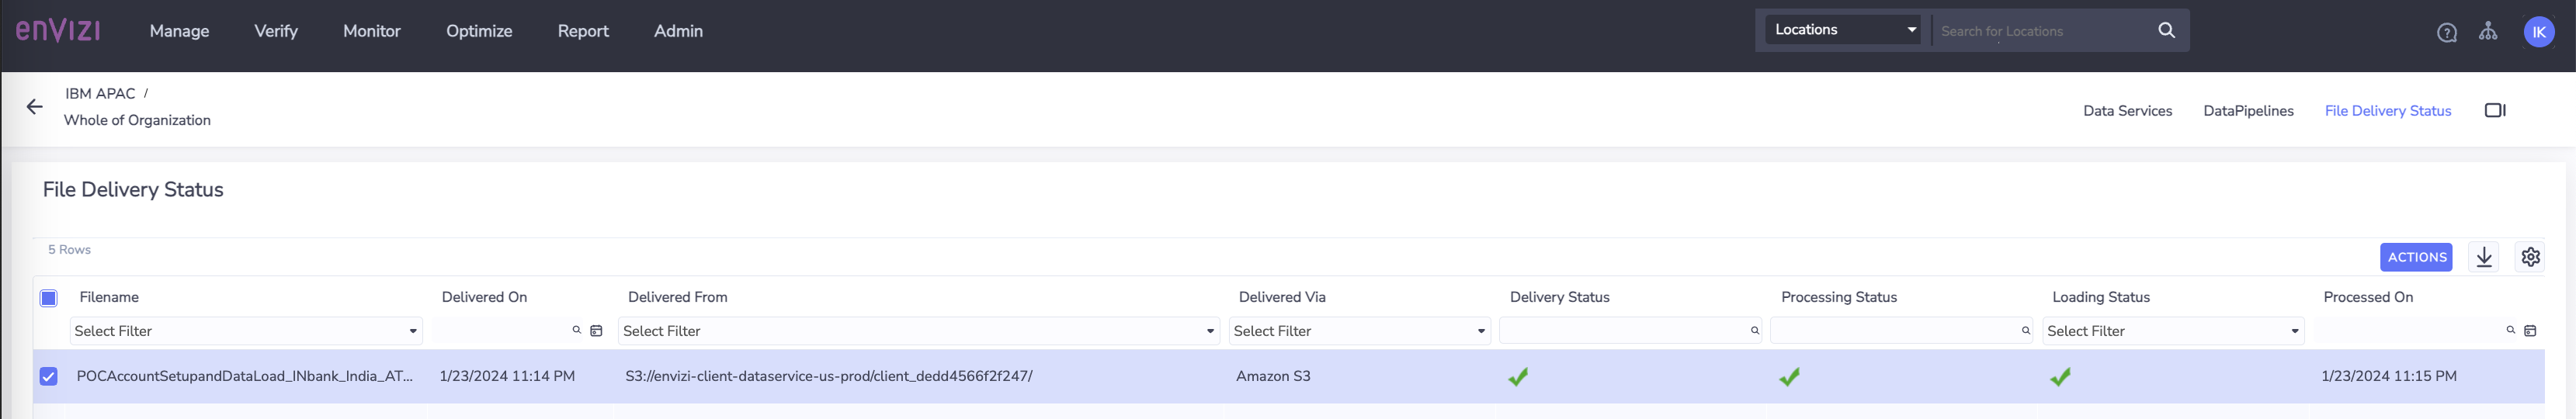 enVIZI Manage Verify Monitor Optimize Report Admin Locations Search for Locations ? IK
IBM APAC /
Whole of Organization
Data Services DataPipelines File Delivery Status
File Delivery Status
5 Rows
ACTIONS
Filename Delivered On Delivered From Delivered Via Delivery Status Processing Status Loading Status Processed On
Select Filter Select Filter Select Filter Select Filter
POCAccountSetupandDataLoad_INbank_India_AT... 1/23/2024 11:14 PM S3://envizi-client-dataservice-us-prod/client_dedd4566f2f247/ Amazon S3 1/23/2024 11:15 PM